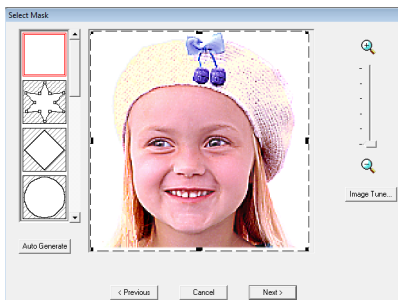 Select Mask
Image Tune...
Auto Generate
< Previous
Cancel
Next >